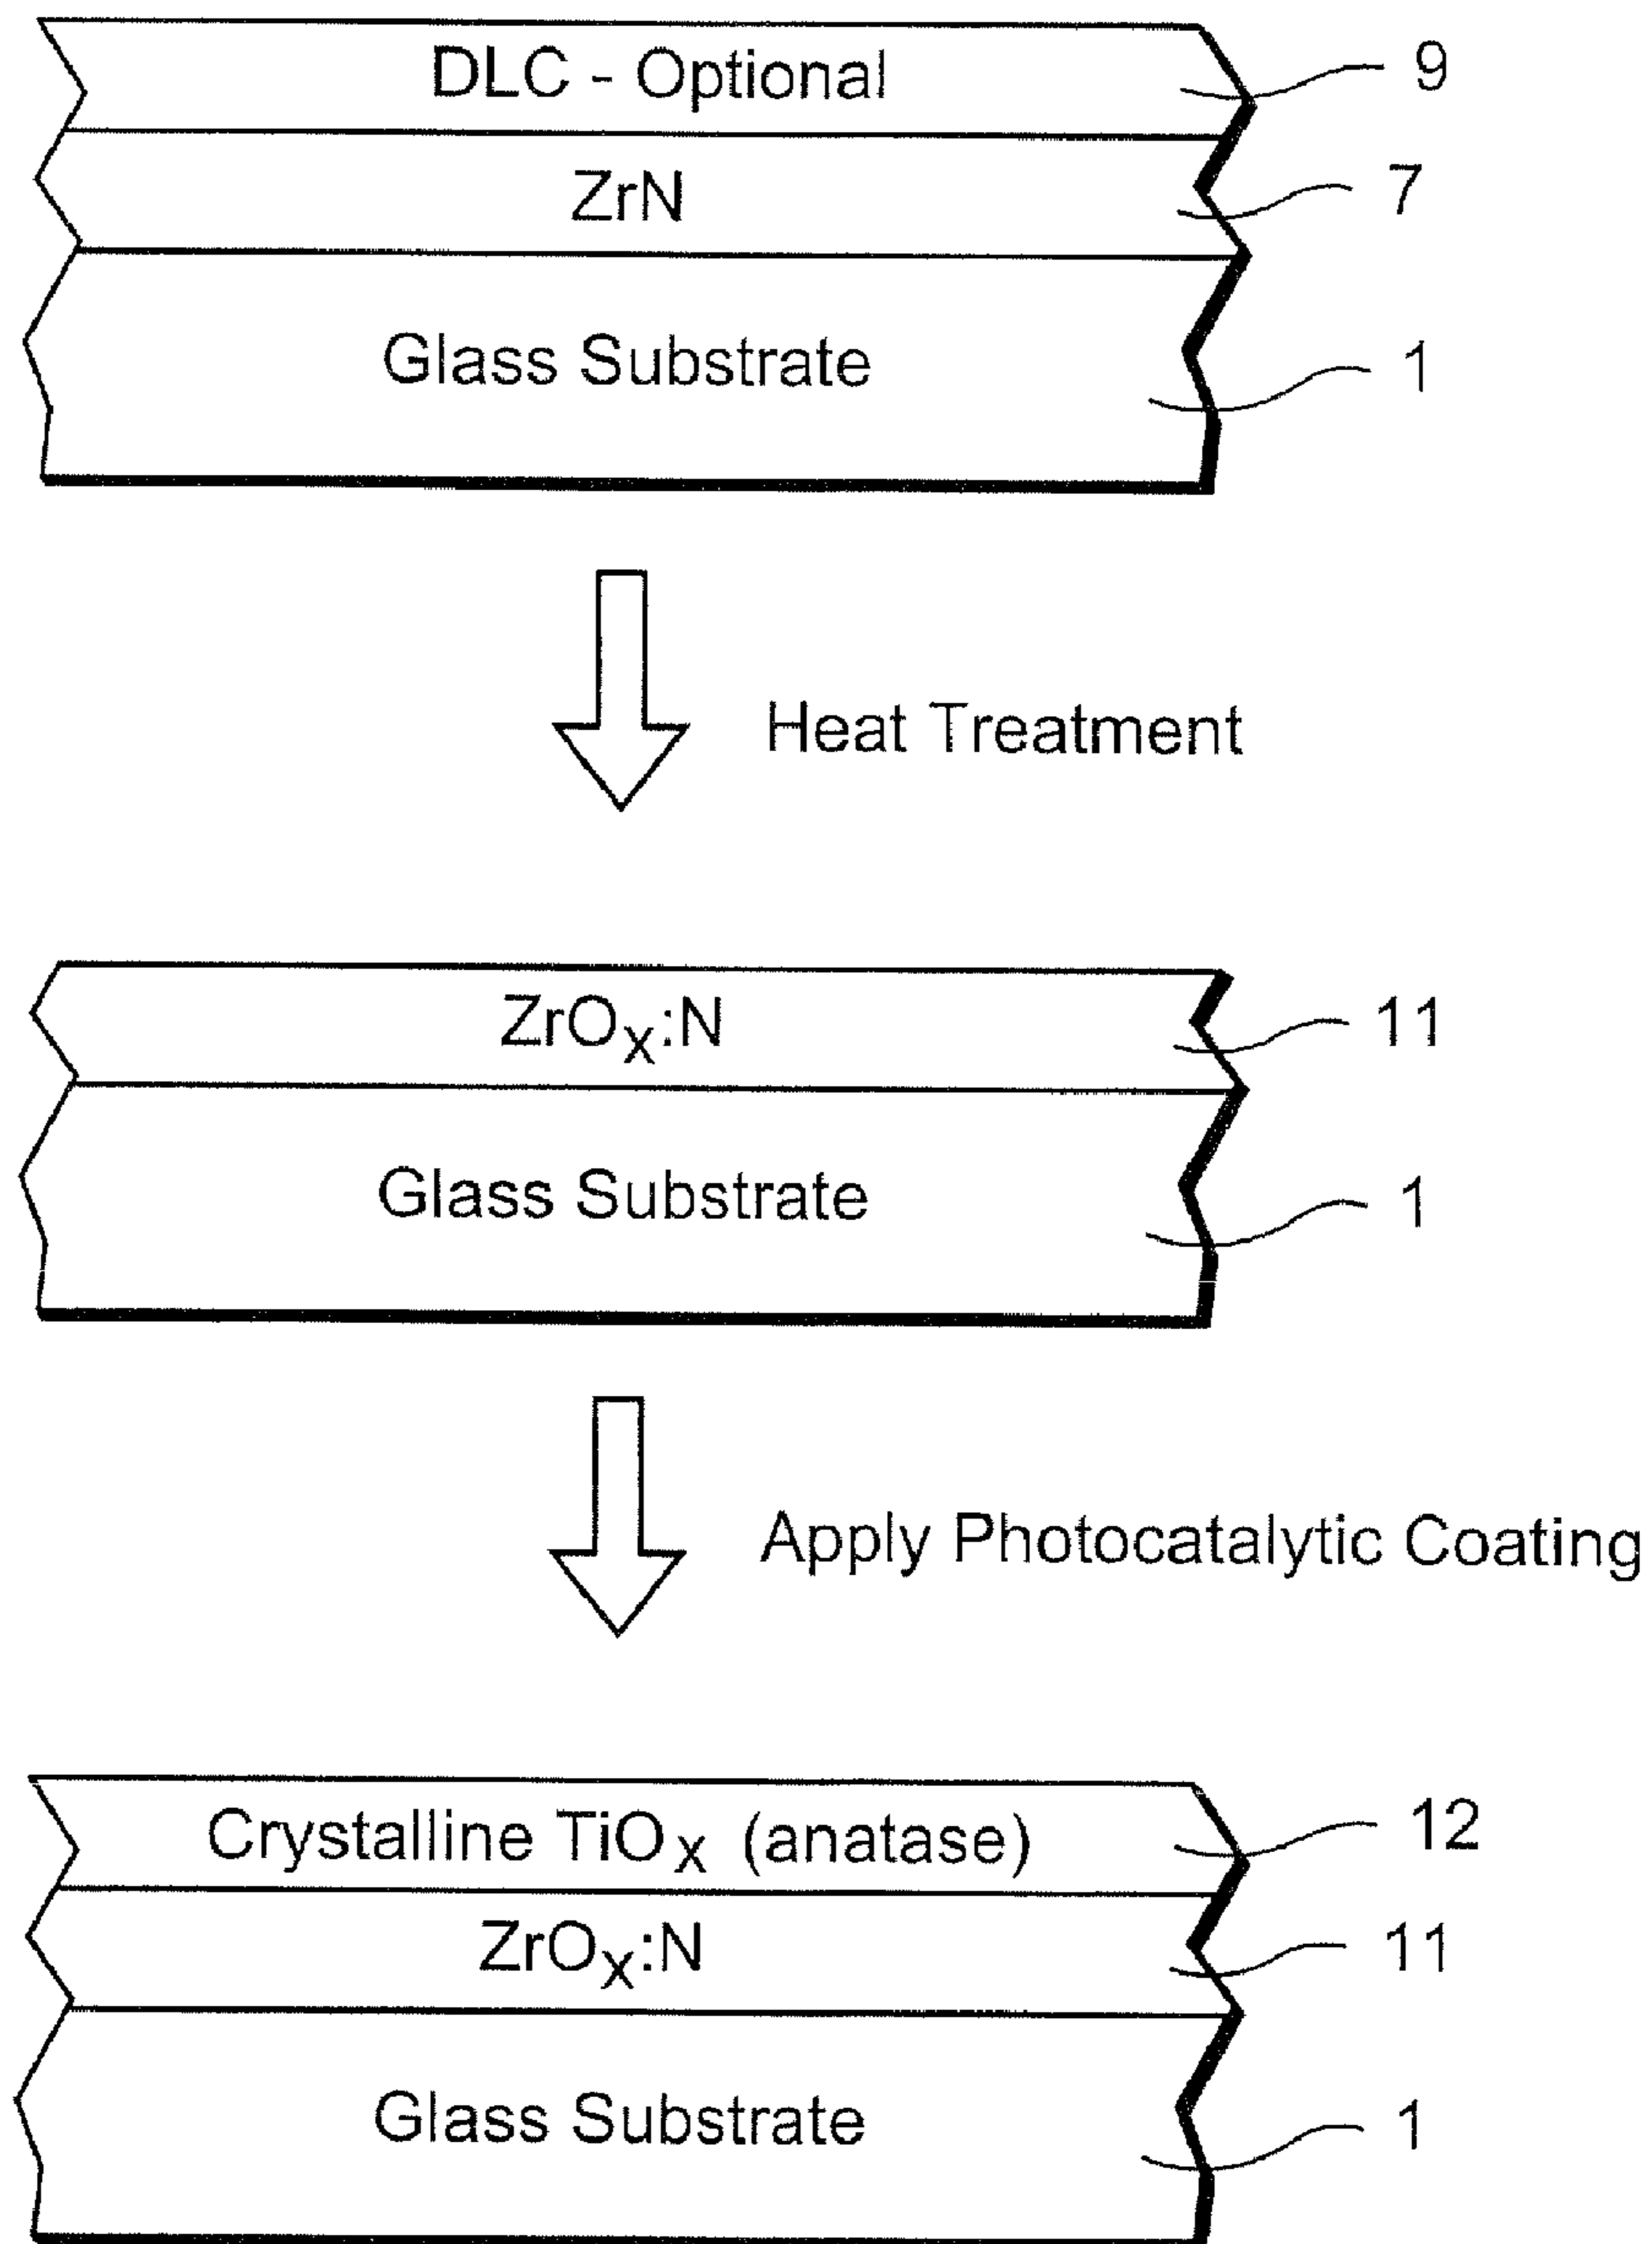 DLC - Optional 9
ZrN 7
Glass Substrate 1
Heat Treatment
ZrOX:N 11
Glass Substrate 1
Apply Photocatalytic Coating
Crystalline TiOX (anatase) 12
ZrOX:N 11
Glass Substrate 1